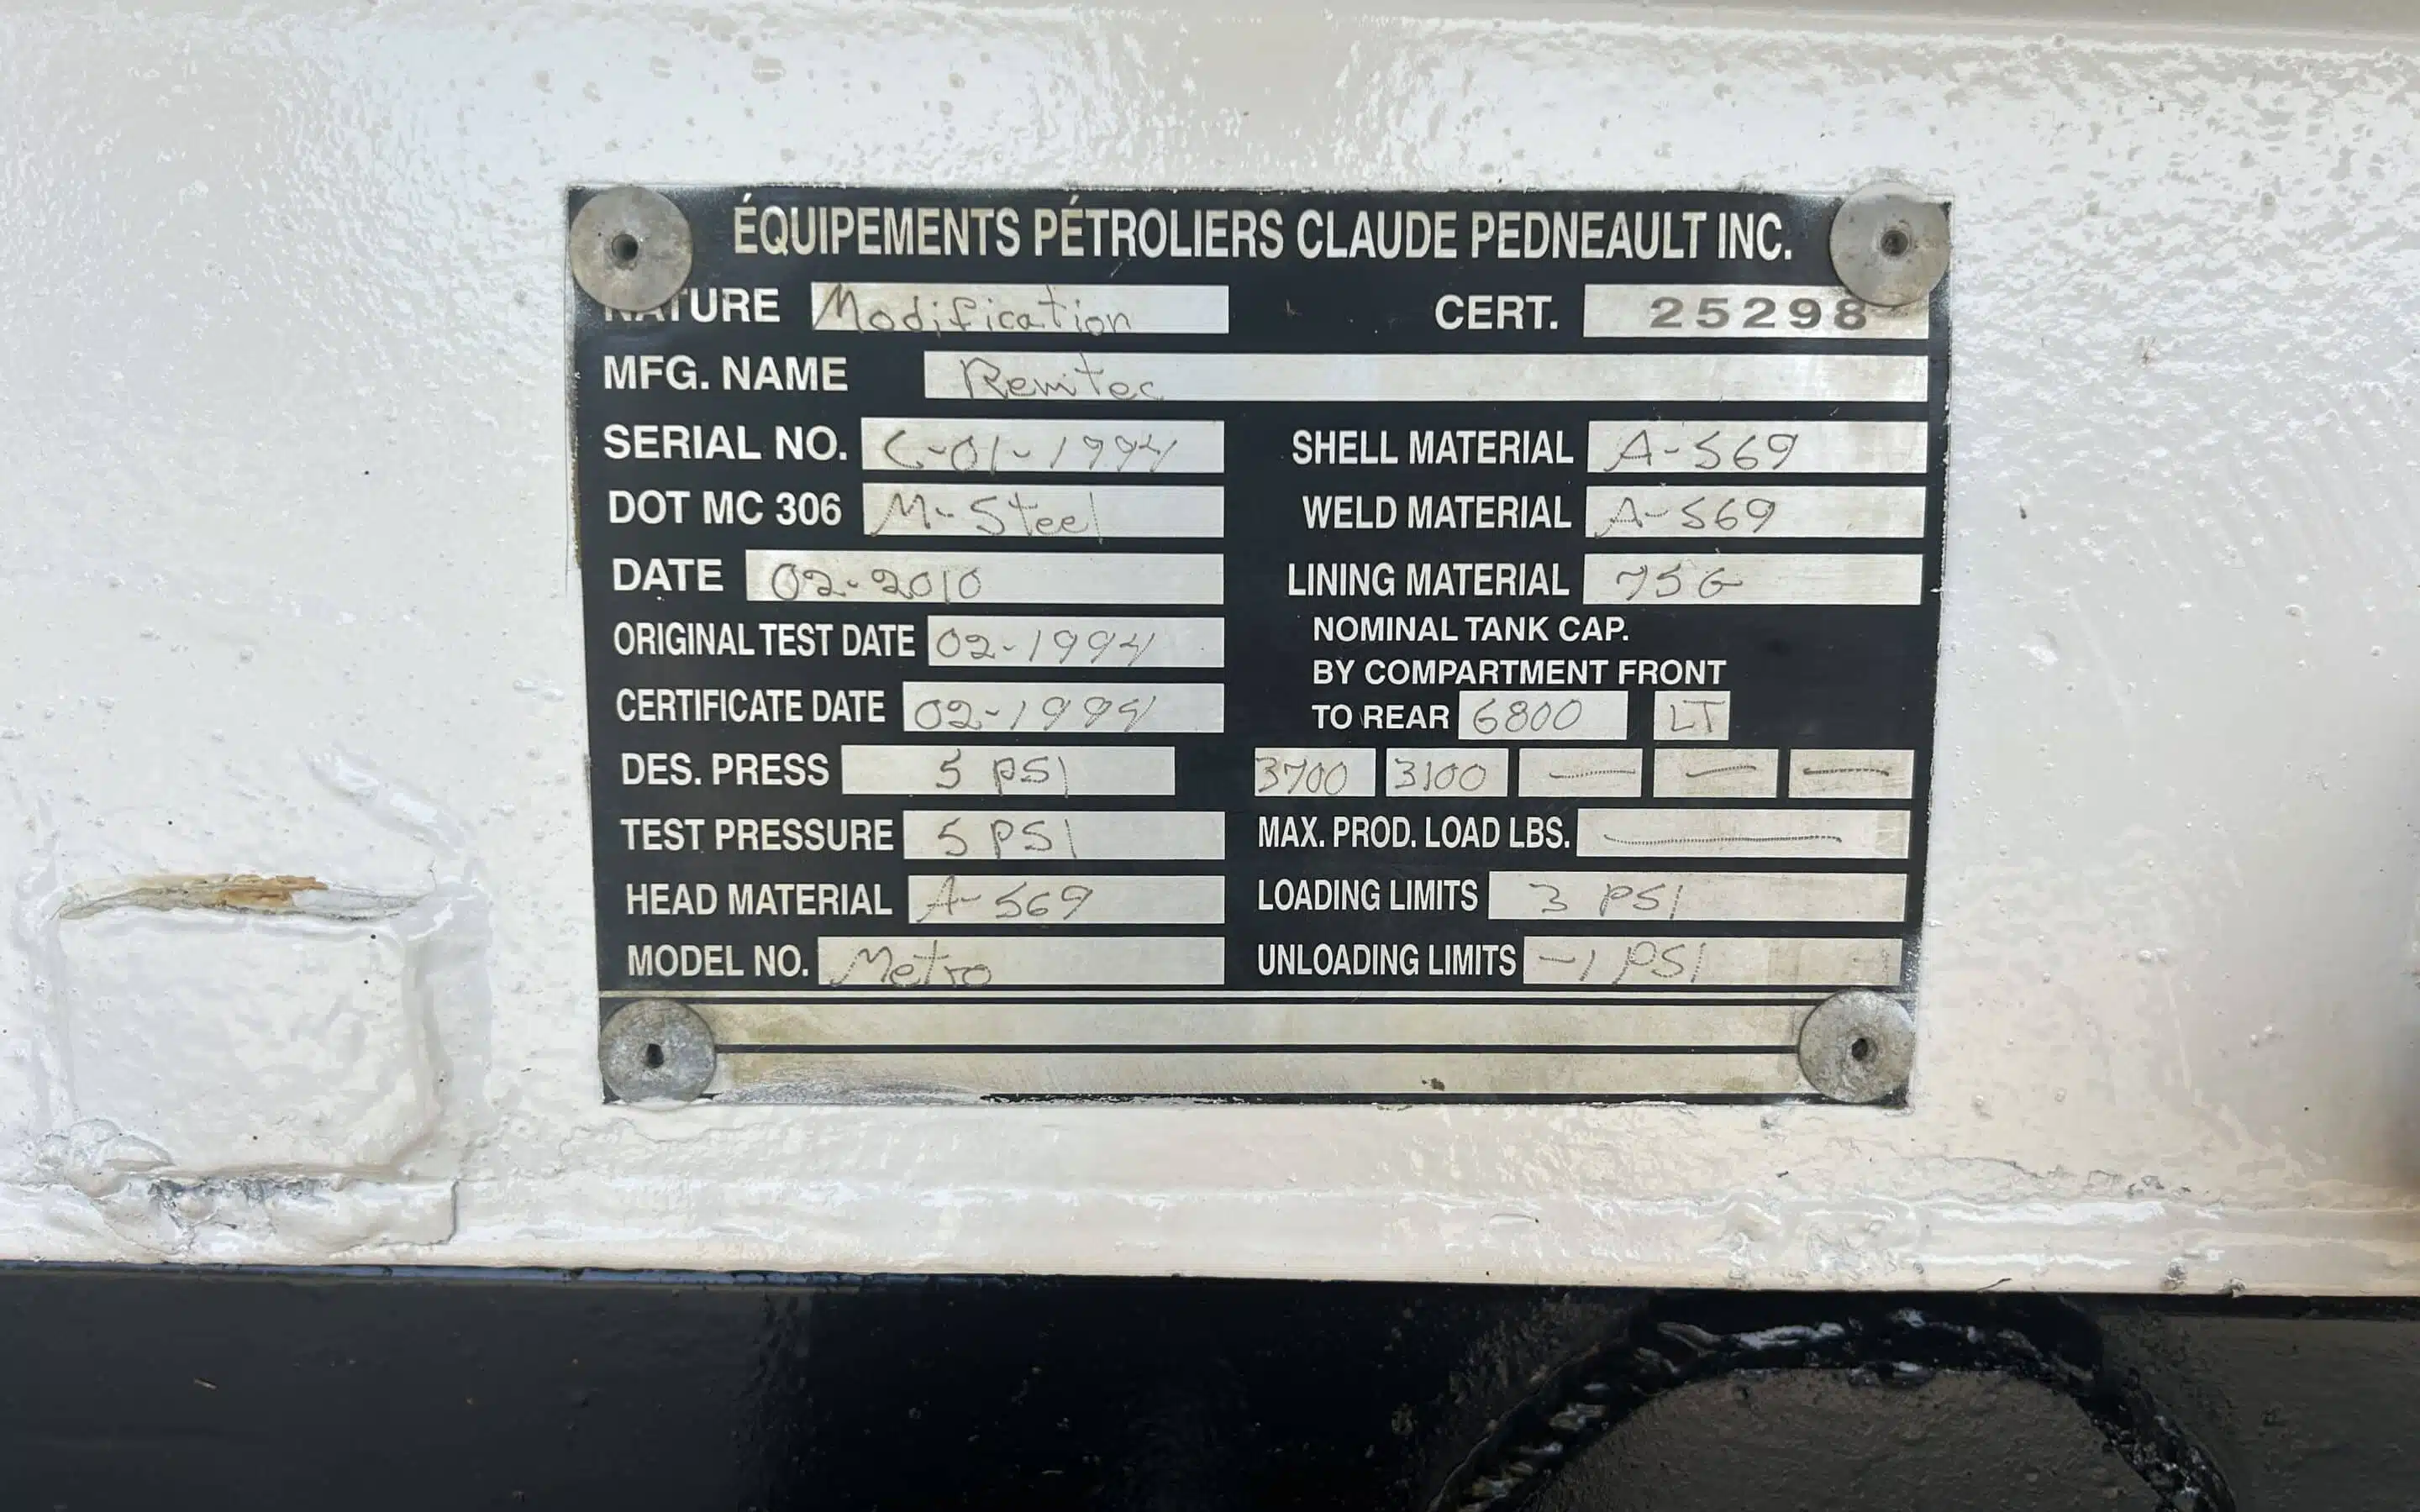 ÉQUIPEMENTS PÉTROLIERS CLAUDE PEDNEAULT INC.
NATURE Modification CERT. 25298
MFG. NAME Remtec
SERIAL NO. C-01-1994 SHELL MATERIAL A-569
DOT MC 306 M-Steel WELD MATERIAL A-569
DATE 02-2010 LINING MATERIAL 75G
ORIGINAL TEST DATE 02-1994 NOMINAL TANK CAP.
BY COMPARTMENT FRONT
CERTIFICATE DATE 02-1994 TO REAR 6800 LT
DES. PRESS 5 PSI 3700 3100 — — —
TEST PRESSURE 5 PSI MAX. PROD. LOAD LBS. —
HEAD MATERIAL A-569 LOADING LIMITS 3 PSI
MODEL NO. Metro UNLOADING LIMITS -1 PSI